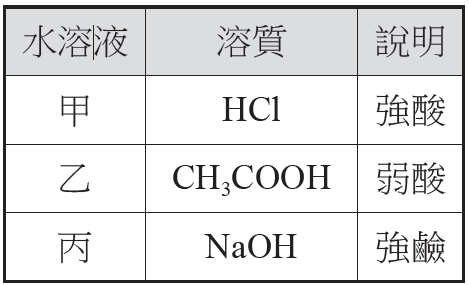 水溶液 溶質 說明
甲 HCl 強酸
乙 CH₃COOH 弱酸
丙 NaOH 強鹼